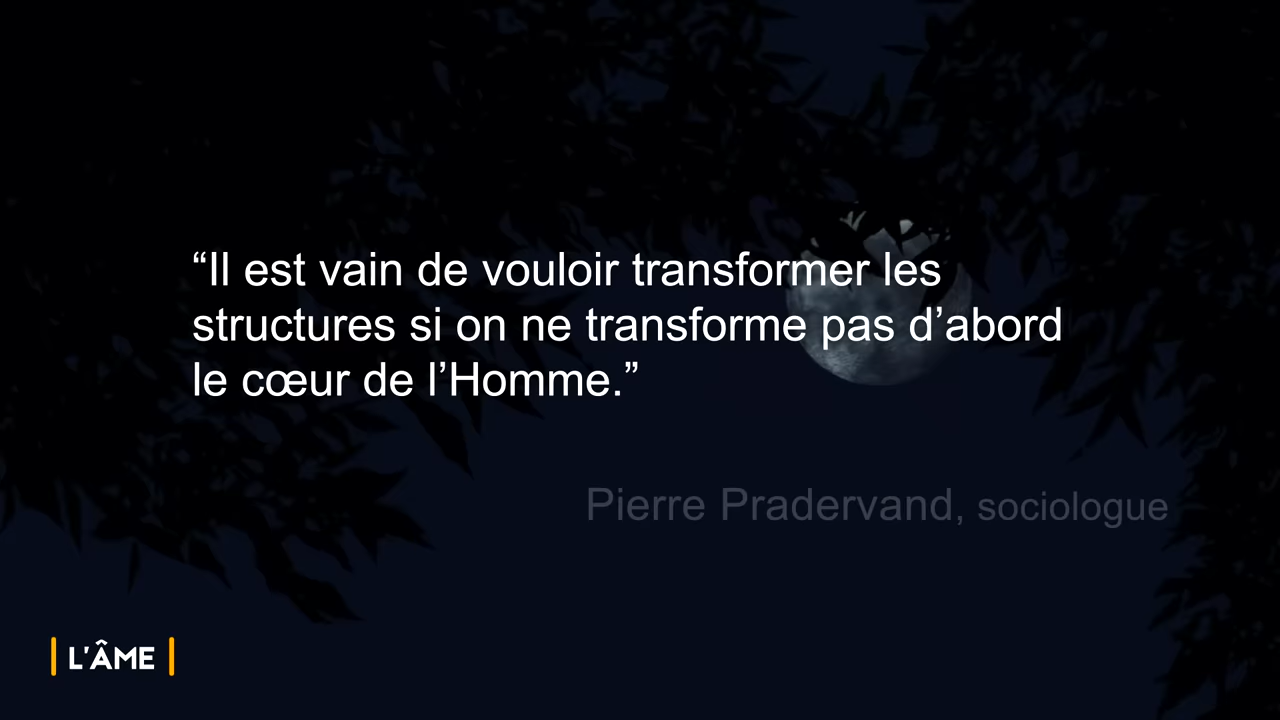 “Il est vain de vouloir transformer les
structures si on ne transforme pas d’abord
le cœur de l’Homme.”
Pierre Pradervand, sociologue
L'ÂME